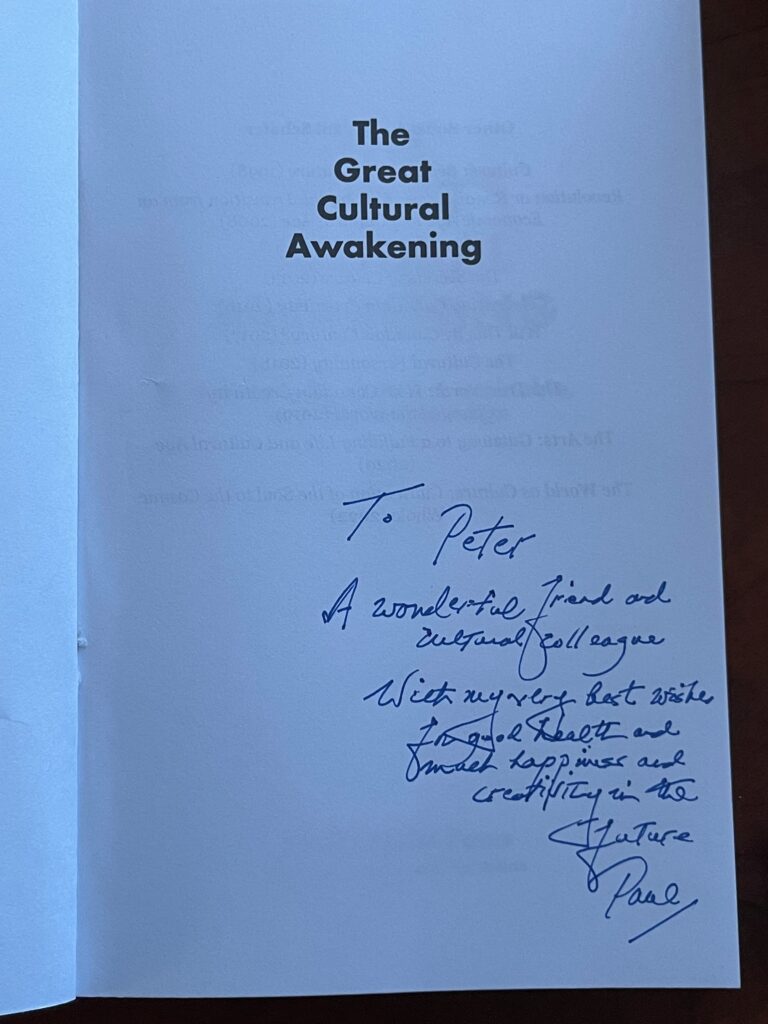 The
Great
Cultural
Awakening
To Peter
A wonderful friend and
cultural colleague
With my very best wishes
for good health and
much happiness and
creativity in the
future
Paul